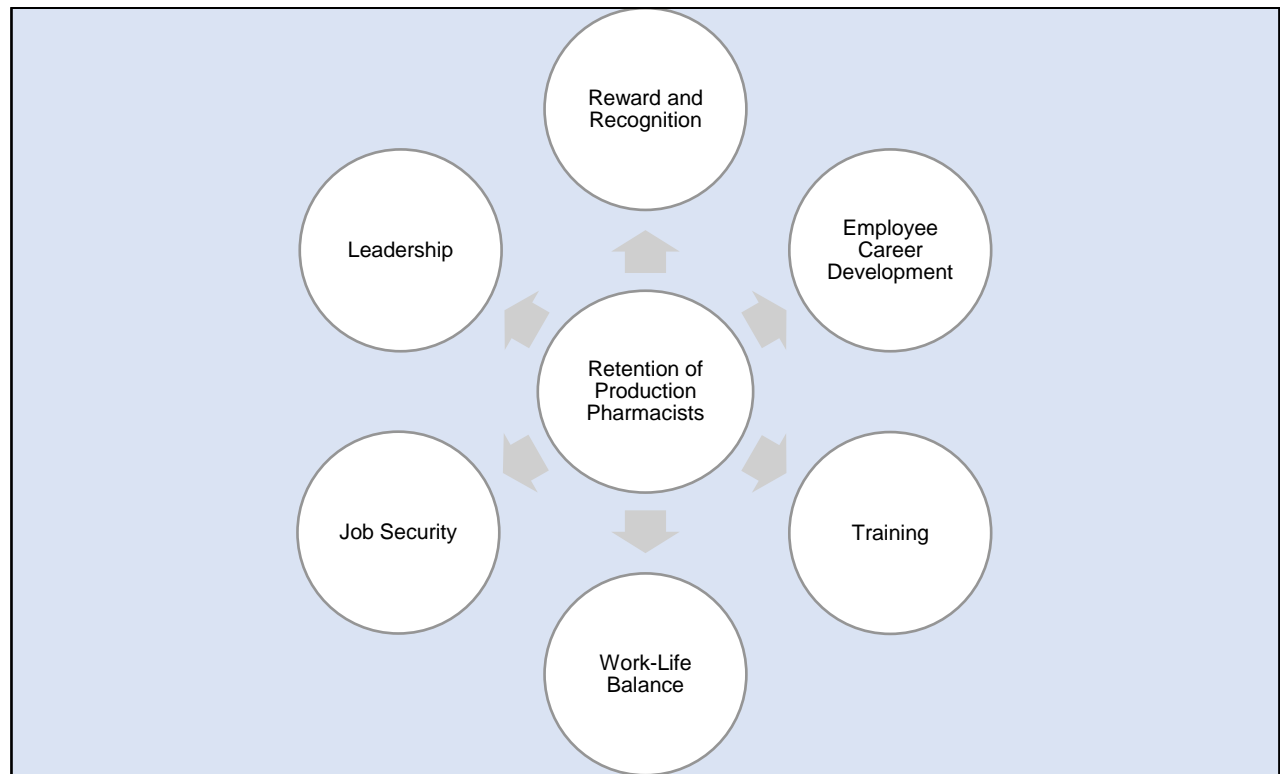 Reward and
Recognition
Employee
Career
Development
Leadership
Retention of
Production
Pharmacists
Job Security
Training
Work-Life
Balance